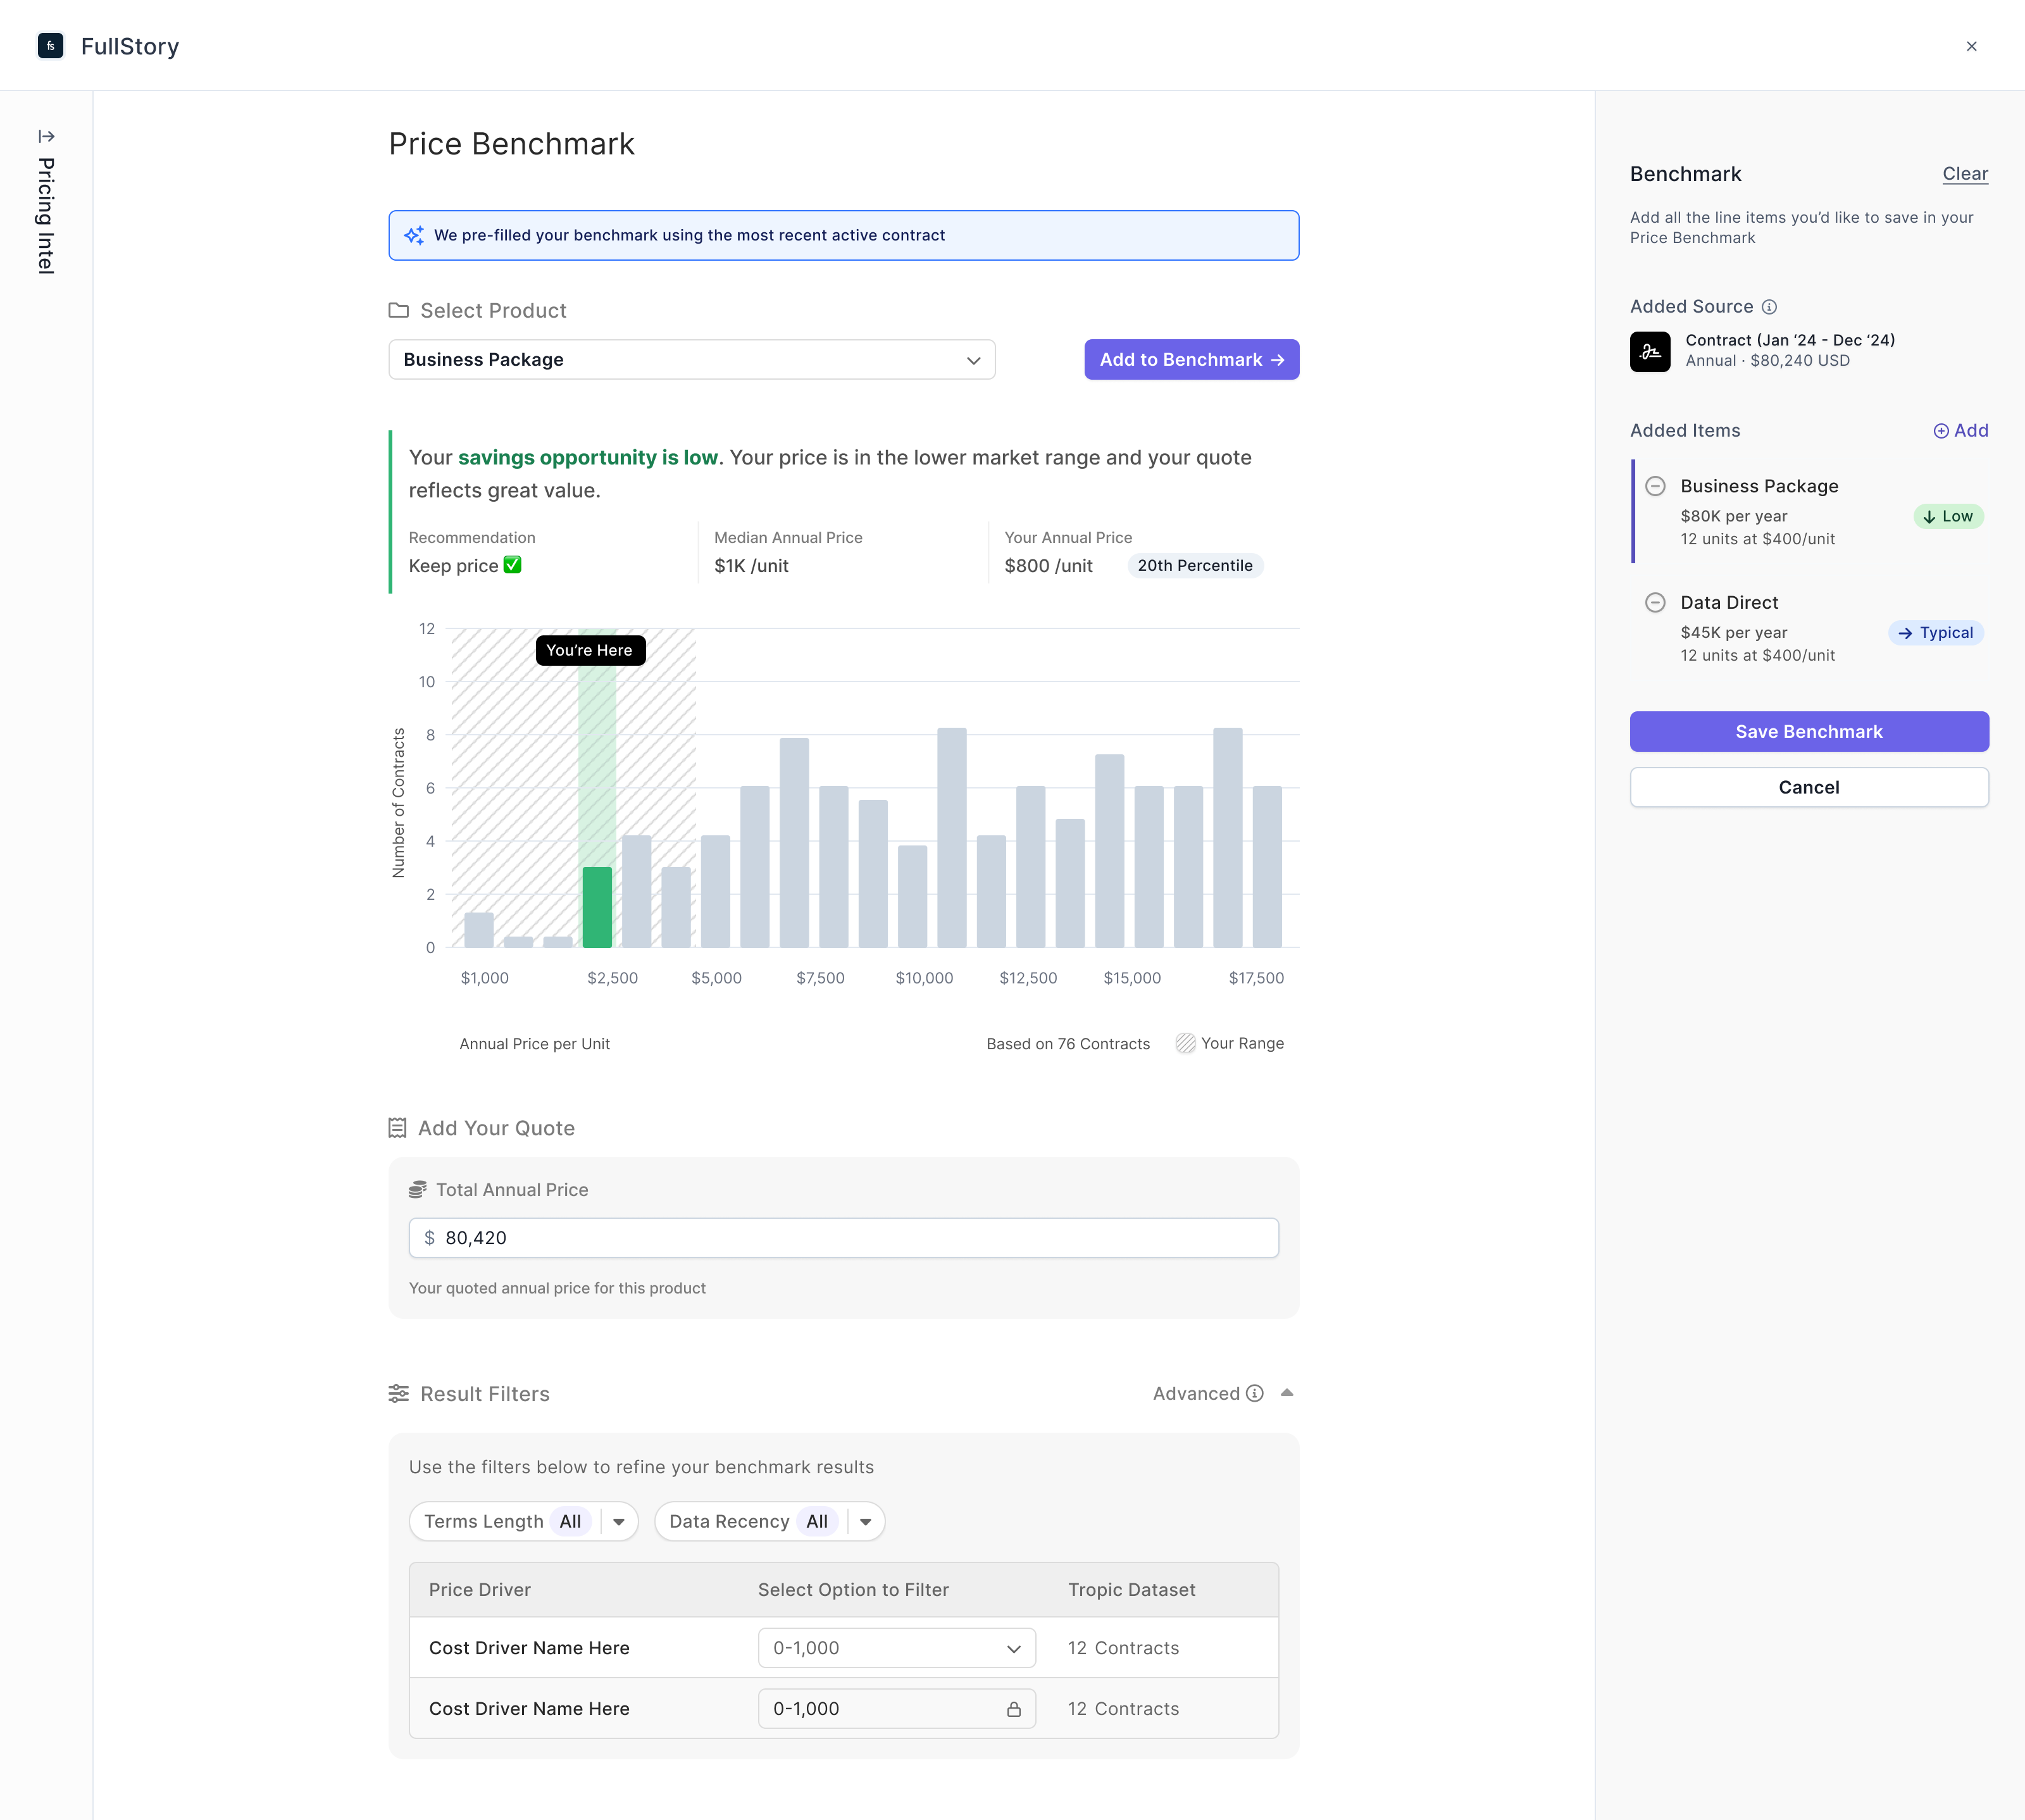 fs FullStory
Pricing Intel
Price Benchmark
We pre-filled your benchmark using the most recent active contract
Select Product
Business Package
Add to Benchmark →
Your savings opportunity is low. Your price is in the lower market range and your quote
reflects great value.
Recommendation
Keep price ✅
Median Annual Price
$1K /unit
Your Annual Price
$800 /unit
20th Percentile
You’re Here
Number of Contracts
12
10
8
6
4
2
0
$1,000 $2,500 $5,000 $7,500 $10,000 $12,500 $15,000 $17,500
Annual Price per Unit
Based on 76 Contracts
Your Range
Add Your Quote
Total Annual Price
$ 80,420
Your quoted annual price for this product
Result Filters
Advanced
Use the filters below to refine your benchmark results
Terms Length All
Data Recency All
Price Driver Select Option to Filter Tropic Dataset
Cost Driver Name Here 0-1,000 12 Contracts
Cost Driver Name Here 0-1,000 12 Contracts
Benchmark
Clear
Add all the line items you’d like to save in your
Price Benchmark
Added Source
Contract (Jan ‘24 - Dec ‘24)
Annual · $80,240 USD
Added Items
Add
Business Package
$80K per year
12 units at $400/unit
↓ Low
Data Direct
$45K per year
12 units at $400/unit
→ Typical
Save Benchmark
Cancel